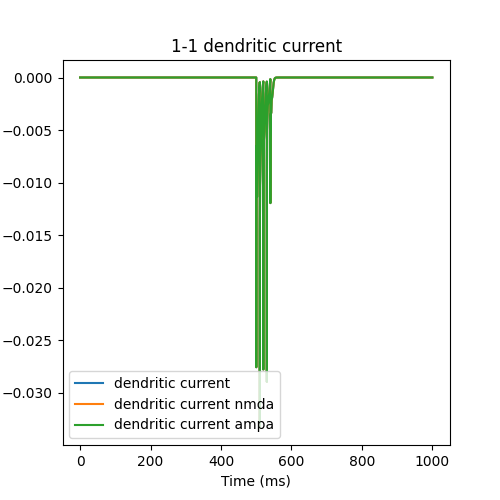 1-1 dendritic current
0.000
−0.005
−0.010
−0.015
−0.020
−0.025
−0.030
dendritic current
dendritic current nmda
dendritic current ampa
0 200 400 600 800 1000
Time (ms)